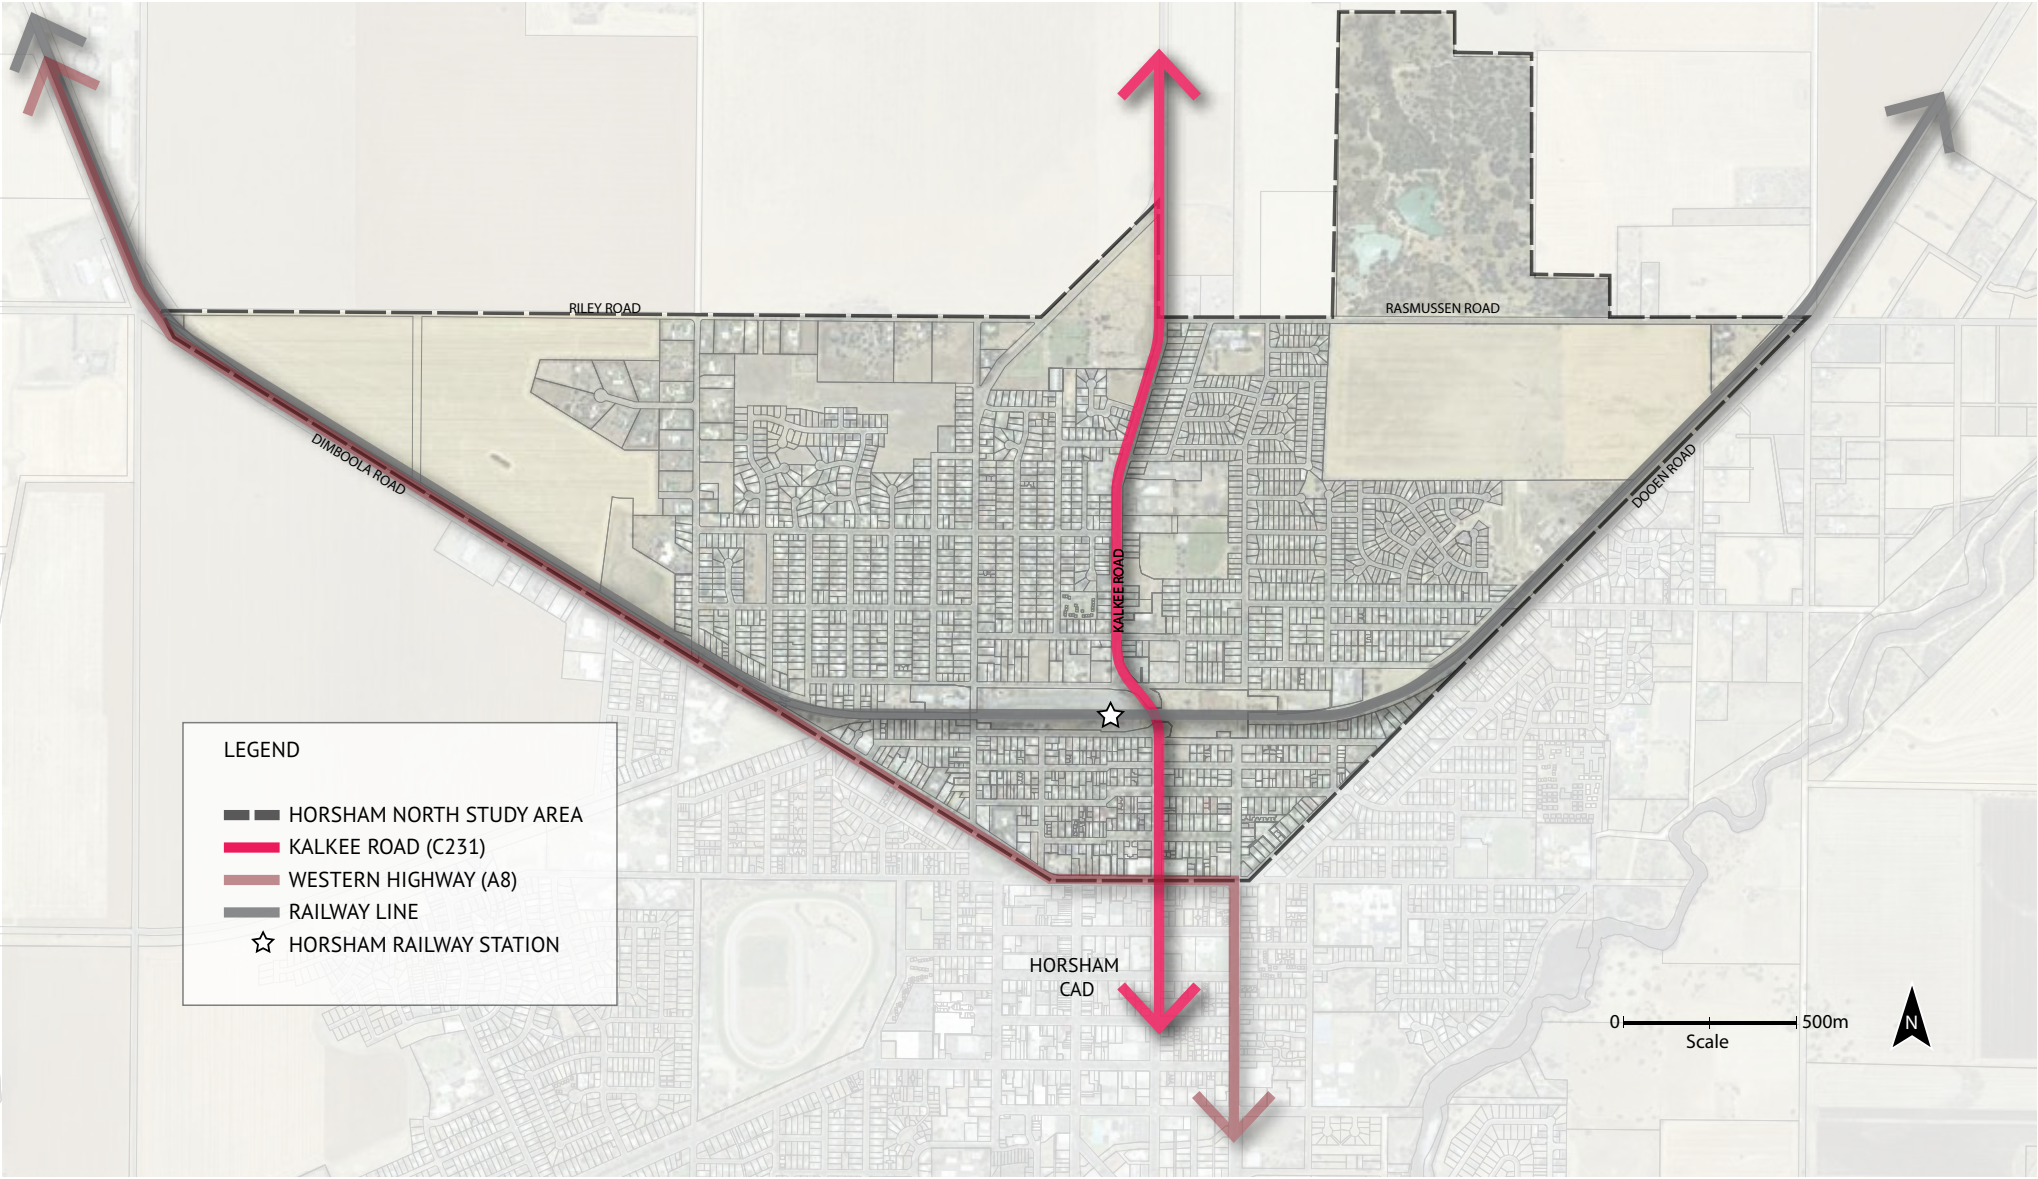 RILEY ROAD
RASMUSSEN ROAD
DIMBOOLA ROAD
DOOEN ROAD
KALKEE ROAD
LEGEND
HORSHAM NORTH STUDY AREA
KALKEE ROAD (C231)
WESTERN HIGHWAY (A8)
RAILWAY LINE
HORSHAM RAILWAY STATION
HORSHAM
CAD
0 500m
Scale
N